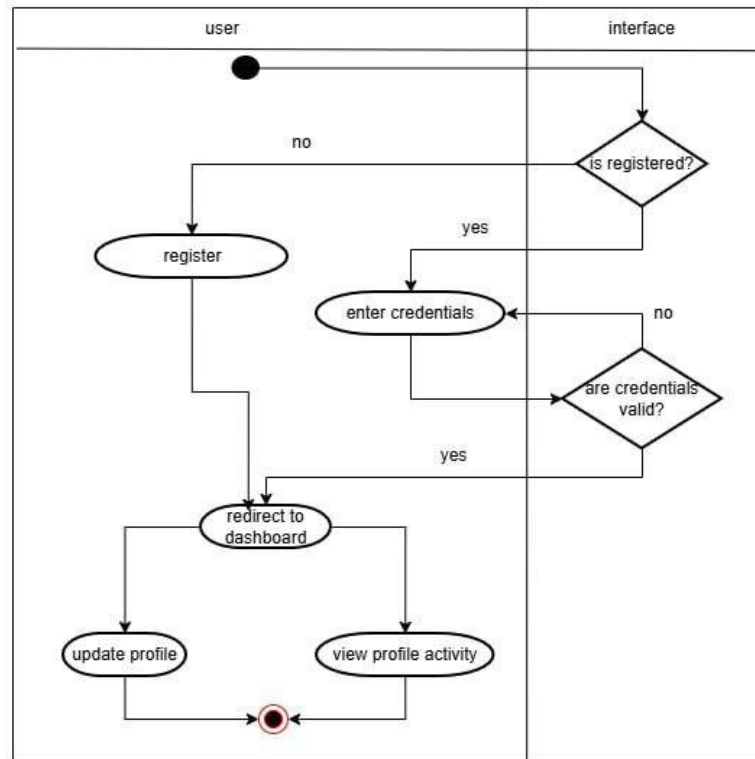 user
interface
no
is registered?
yes
register
enter credentials
no
are credentials
valid?
yes
redirect to
dashboard
update profile
view profile activity